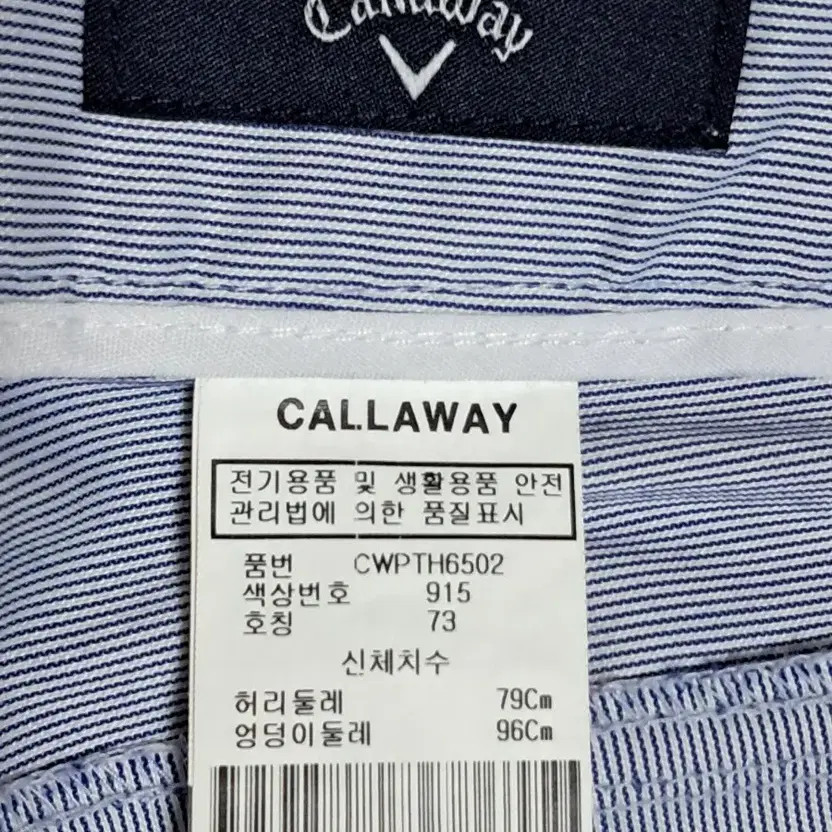 Callaway
CALLAWAY
전기용품 및 생활용품 안전
관리법에 의한 품질표시
품번 CWPTH6502
색상번호 915
호칭 73
신체치수
허리둘레 79Cm
엉덩이둘레 96Cm